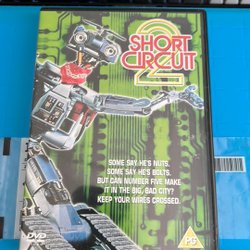 SHORT
CIRCUIT
2
SOME SAY HE'S NUTS.
SOME SAY HE'S BOLTS.
BUT CAN NUMBER FIVE MAKE
IT IN THE BIG, BAD CITY?
KEEP YOUR WIRES CROSSED.
DVD
PG